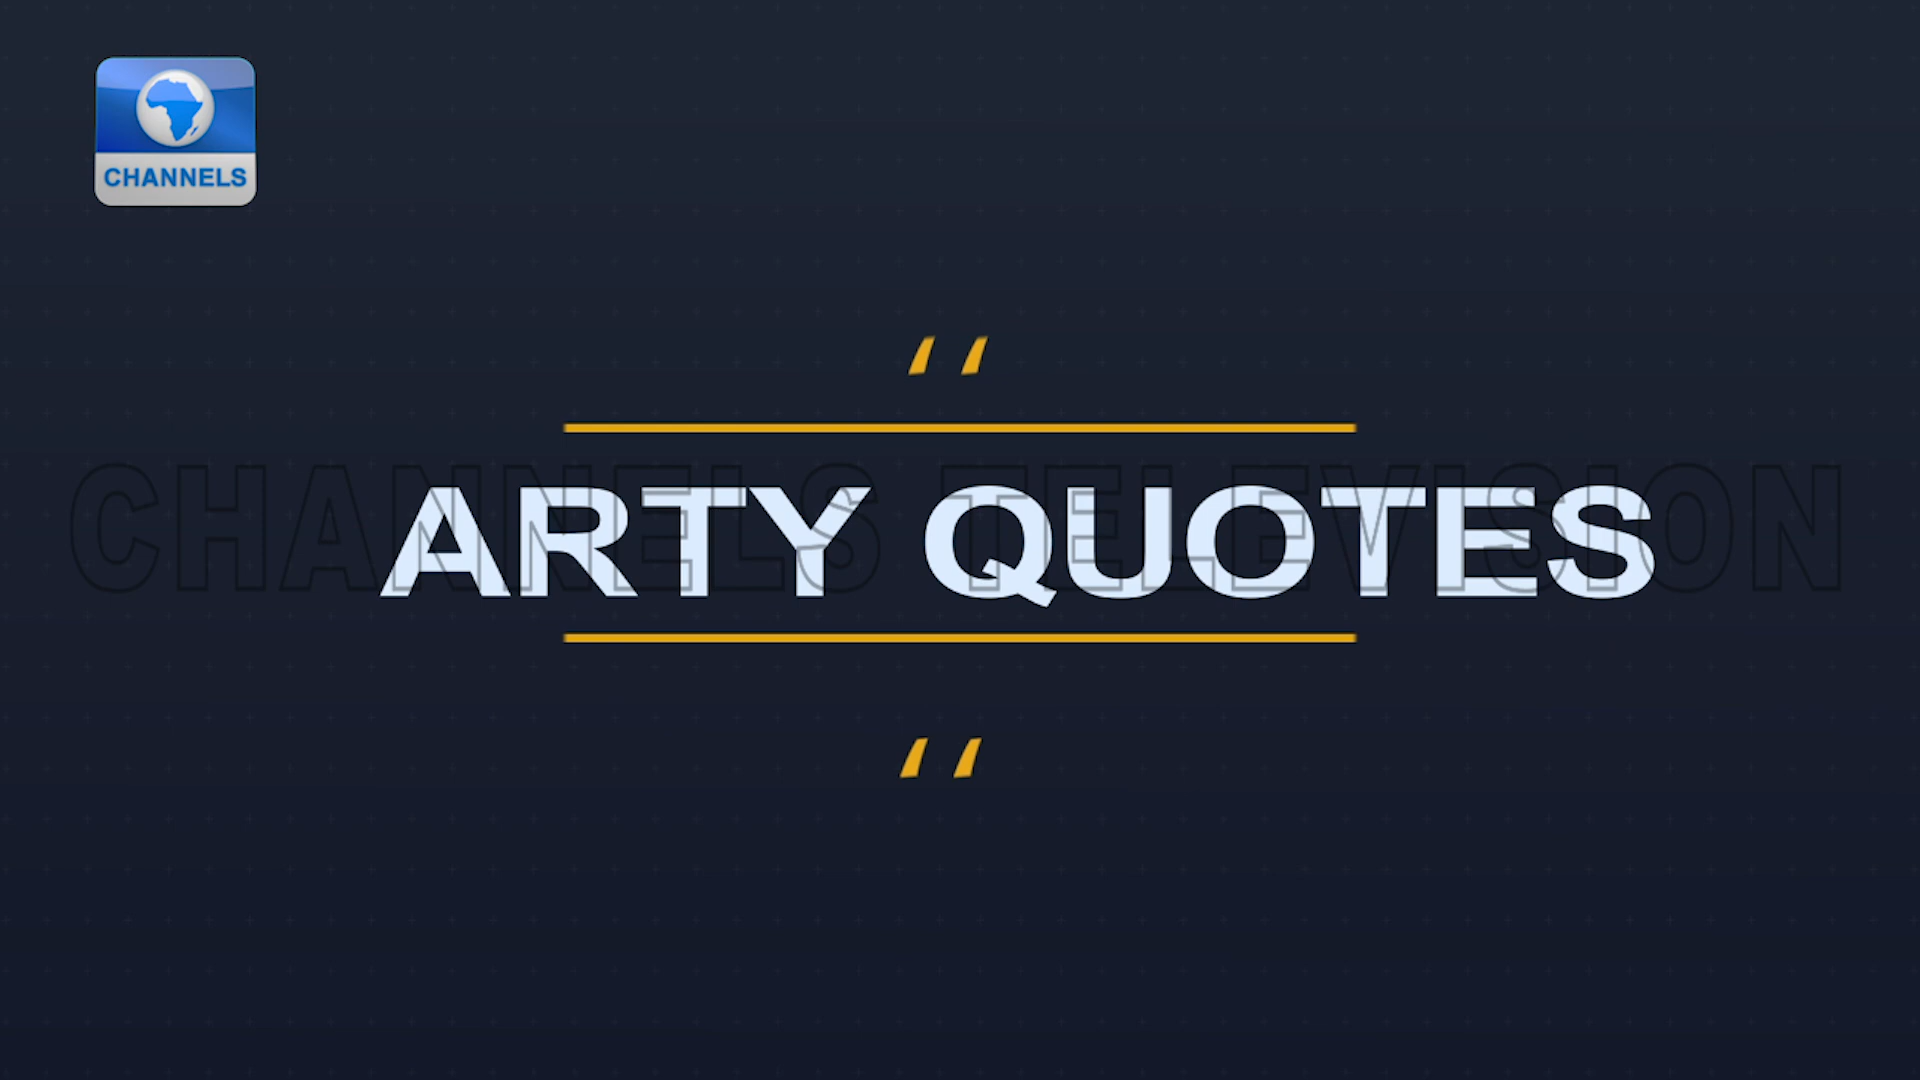 CHANNELS
“
CHANNELS TELEVISION
ARTY QUOTES
“